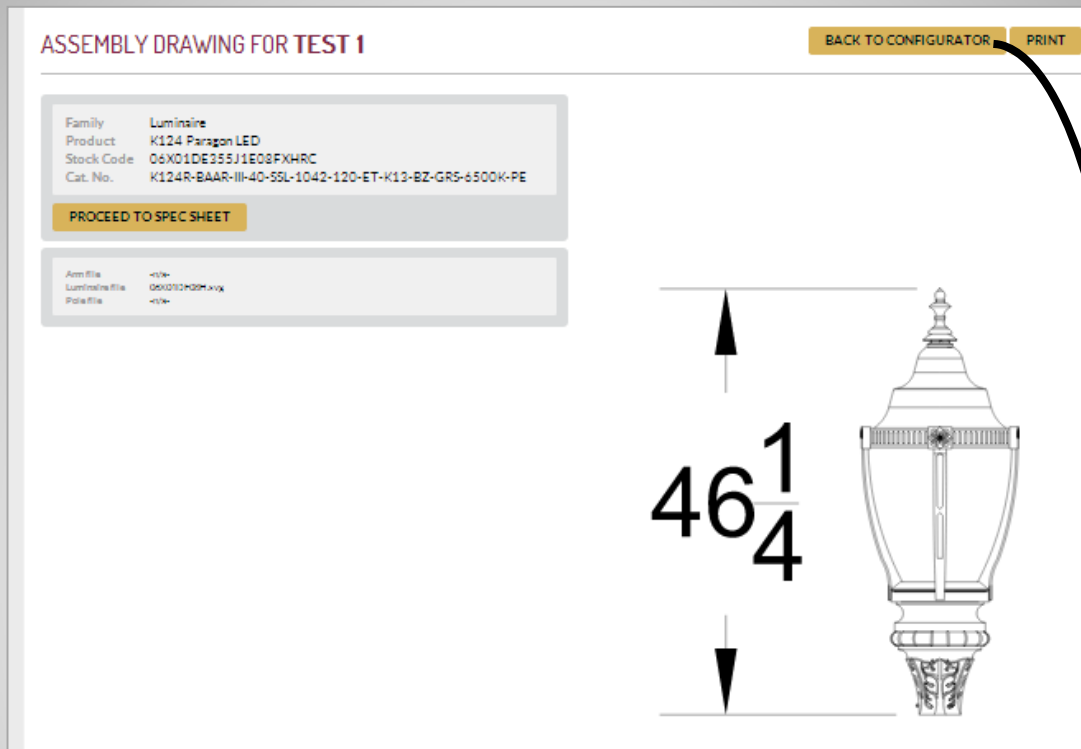 ASSEMBLY DRAWING FOR TEST 1
BACK TO CONFIGURATOR
PRINT
Family Luminaire
Product K124 Paragon LED
Stock Code 06X01DE355J1E08FXHRC
Cat. No. K124R-BAAR-III-40-SSL-1042-120-ET-K13-BZ-GRS-6500K-PE
PROCEED TO SPEC SHEET
Arm file -n/a-
Luminaire file
Pole file -n/a-
46 1/4